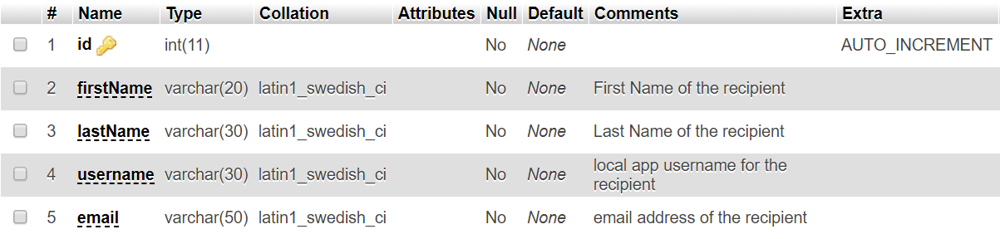 # Name Type Collation Attributes Null Default Comments Extra
1 id int(11) No None AUTO_INCREMENT
2 firstName varchar(20) latin1_swedish_ci No None First Name of the recipient
3 lastName varchar(30) latin1_swedish_ci No None Last Name of the recipient
4 username varchar(30) latin1_swedish_ci No None local app username for the
recipient
5 email varchar(50) latin1_swedish_ci No None email address of the recipient